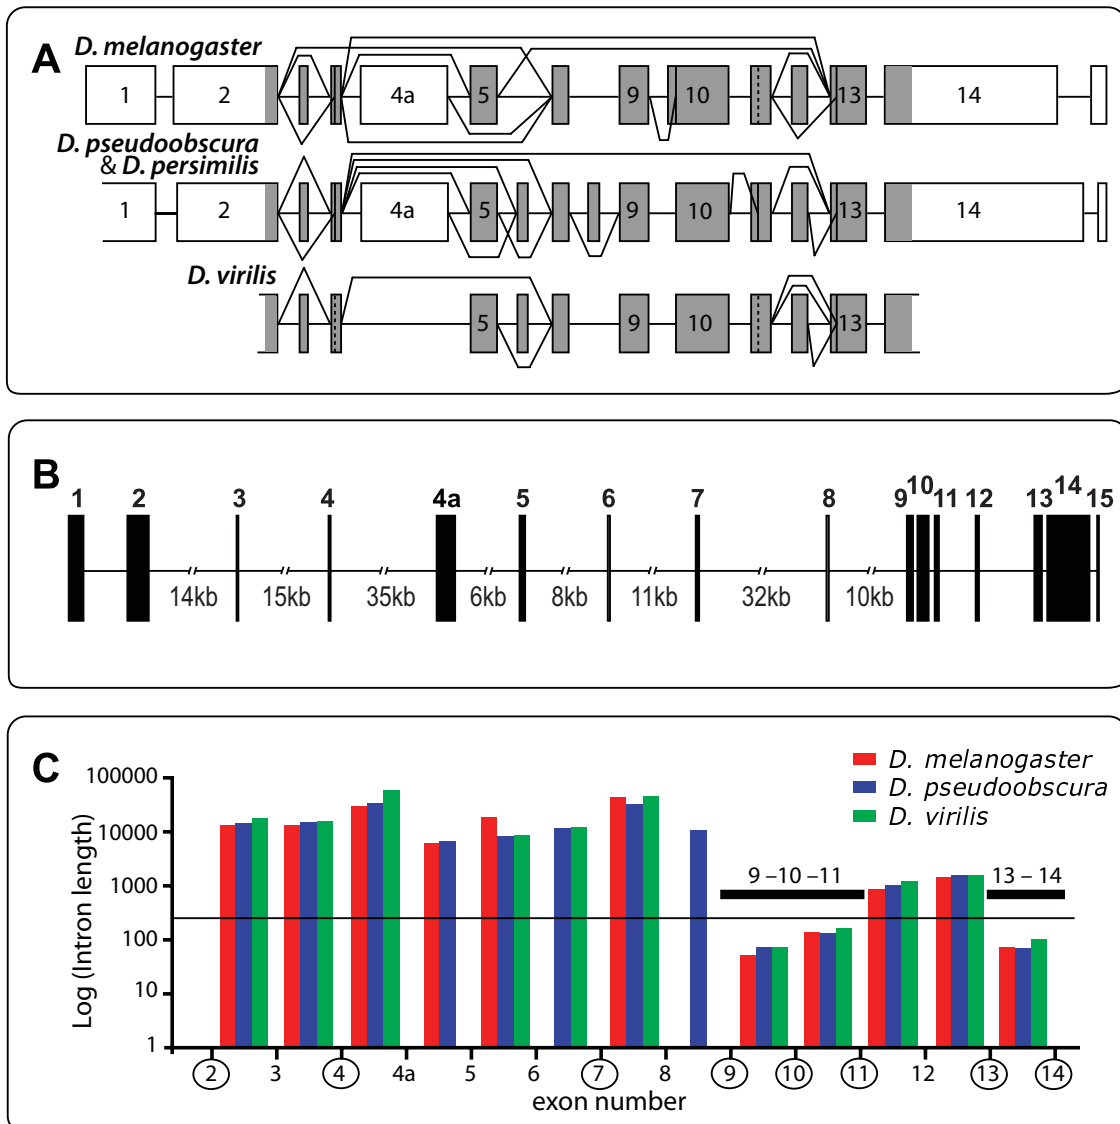 A
D. melanogaster
1 2 4a 5 9 10 13 14
D. pseudoobscura
& D. persimilis
1 2 4a 5 9 10 13 14
D. virilis
5 9 10 13
B
1 2 3 4 4a 5 6 7 8 9 10 11 12 13 14 15
14kb 15kb 35kb 6kb 8kb 11kb 32kb 10kb
C
D. melanogaster
D. pseudoobscura
D. virilis
Log (Intron length)
100000
10000
1000
100
10
1
9 –10 –11
13 – 14
2 3 4 4a 5 6 7 8 9 10 11 12 13 14
exon number